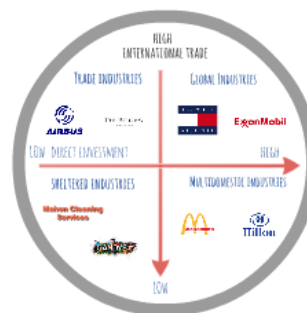 HIGH
INTERNATIONAL TRADE
TRADE INDUSTRIES
GLOBAL INDUSTRIES
AIRBUS
ExxonMobil
LOW DIRECT INVESTMENT
HIGH
SHELTERED INDUSTRIES
MULTIDOMESTIC INDUSTRIES
Maison Cleaning
Services
Hilton
LOW